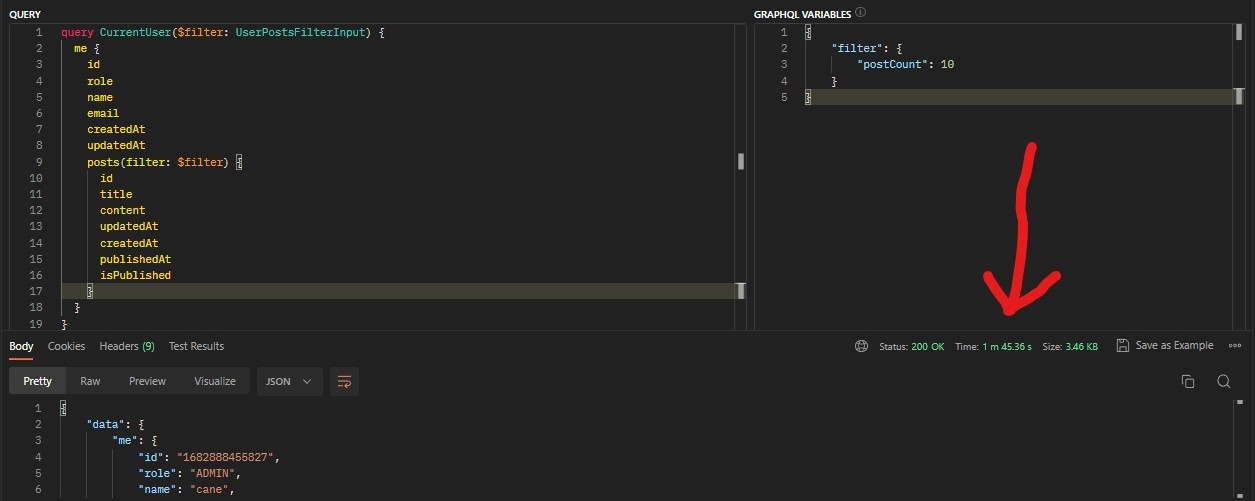 QUERY
1 query CurrentUser($filter: UserPostsFilterInput) {
2 me {
3 id
4 role
5 name
6 email
7 createdAt
8 updatedAt
9 posts(filter: $filter) {
10 id
11 title
12 content
13 updatedAt
14 createdAt
15 publishedAt
16 isPublished
17 }
18 }
19 }
GRAPHQL VARIABLES
1 {
2 "filter": {
3 "postCount": 10
4 }
5 }
Body Cookies Headers (9) Test Results
Status: 200 OK Time: 1 m 45.36 s Size: 3.46 KB Save as Example
Pretty Raw Preview Visualize JSON
1 {
2 "data": {
3 "me": {
4 "id": "1682888455827",
5 "role": "ADMIN",
6 "name": "cane",